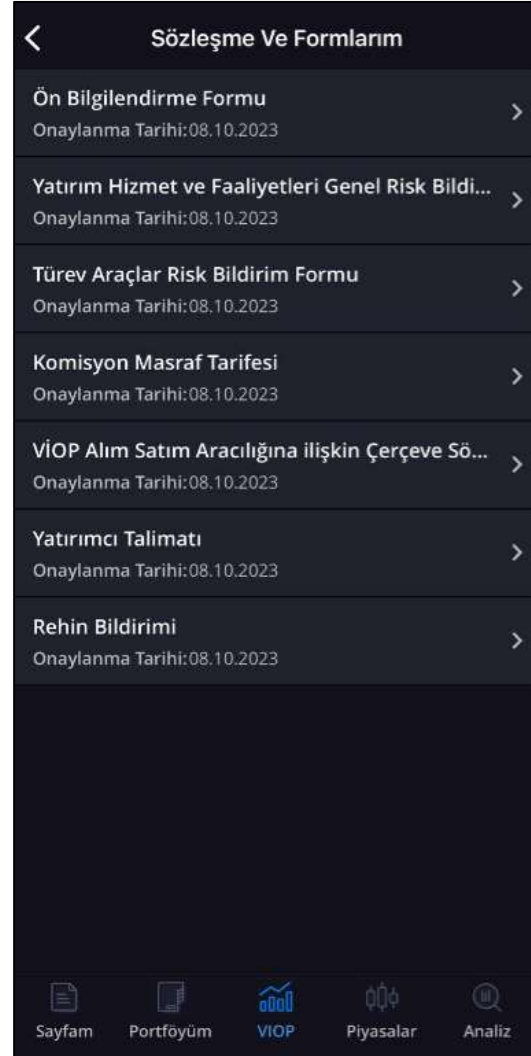 Sözleşme Ve Formlarım
Ön Bilgilendirme Formu
Onaylanma Tarihi:08.10.2023
Yatırım Hizmet ve Faaliyetleri Genel Risk Bildi...
Onaylanma Tarihi:08.10.2023
Türev Araçlar Risk Bildirim Formu
Onaylanma Tarihi:08.10.2023
Komisyon Masraf Tarifesi
Onaylanma Tarihi:08.10.2023
VİOP Alım Satım Aracılığına ilişkin Çerçeve Sö...
Onaylanma Tarihi:08.10.2023
Yatırımcı Talimatı
Onaylanma Tarihi:08.10.2023
Rehin Bildirimi
Onaylanma Tarihi:08.10.2023
Sayfam Portföyüm VIOP Piyasalar Analiz